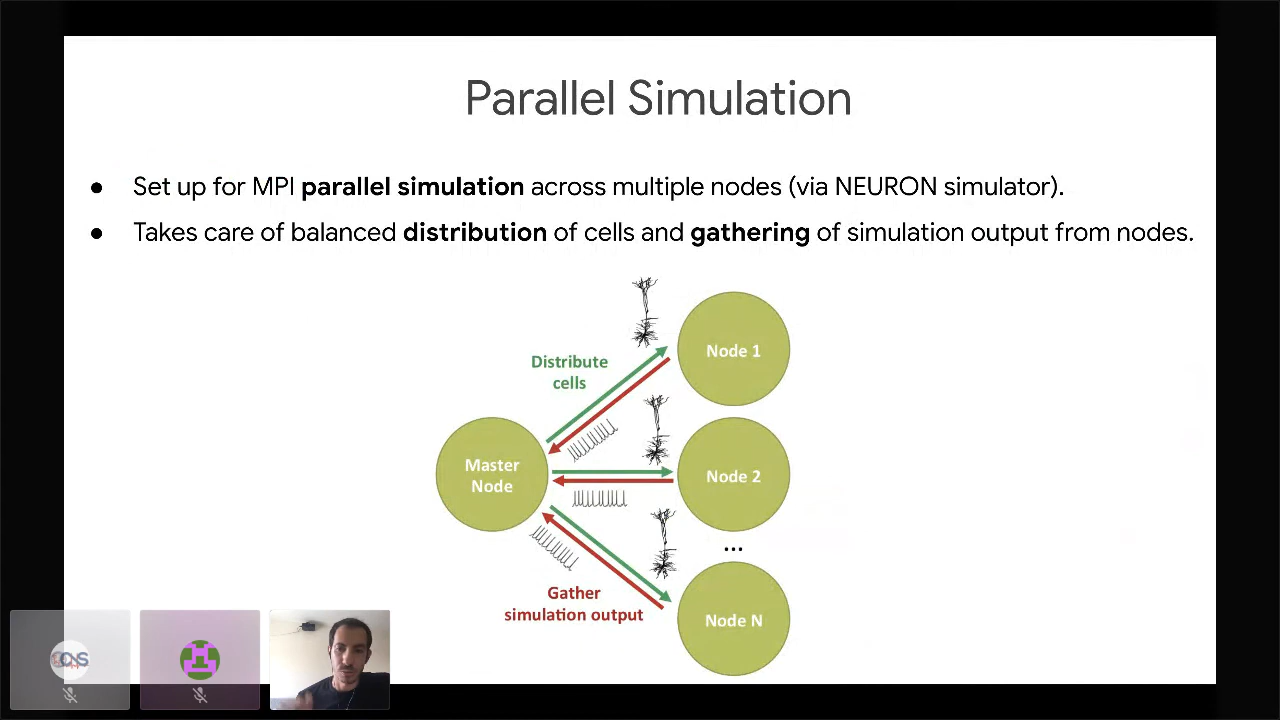 Parallel Simulation
● Set up for MPI parallel simulation across multiple nodes (via NEURON simulator).
● Takes care of balanced distribution of cells and gathering of simulation output from nodes.
Distribute
cells
Node 1
Master
Node
Node 2
...
Gather
simulation output
Node N